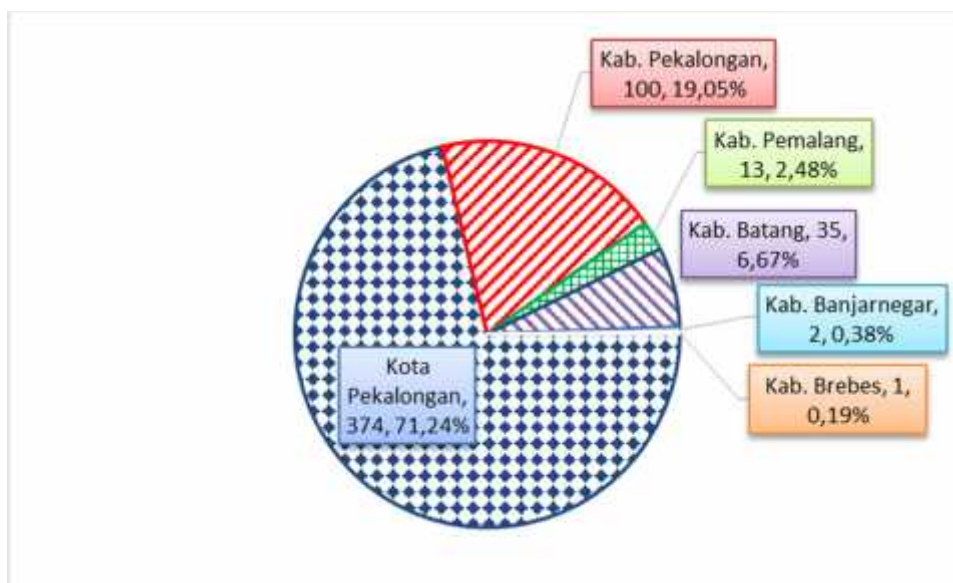 Kab. Pekalongan,
100, 19,05%
Kab. Pemalang,
13, 2,48%
Kab. Batang, 35,
6,67%
Kab. Banjarnegar,
2, 0,38%
Kab. Brebes, 1,
0,19%
Kota
Pekalongan,
374, 71,24%